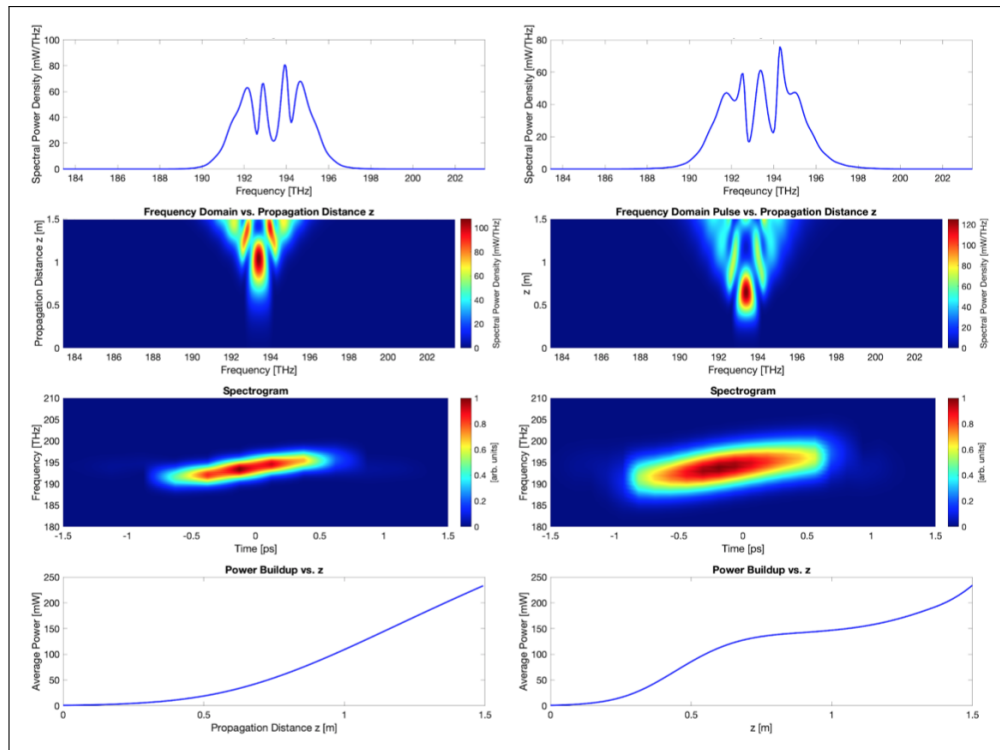 Spectral Power Density [mW/THz]
100
80
60
40
20
0
184 186 188 190 192 194 196 198 200 202
Frequency [THz]
Spectral Power Density [mW/THz]
80
60
40
20
0
184 186 188 190 192 194 196 198 200 202
Freqeuncy [THz]
Frequency Domain vs. Propagation Distance z
Propagation Distance z [m]
1.5
1
0.5
0
184 186 188 190 192 194 196 198 200 202
Frequency [THz]
100
80
60
40
20
0
Spectral Power Density [mW/THz]
Frequency Domain Pulse vs. Propagation Distance z
z [m]
1.5
1
0.5
0
184 186 188 190 192 194 196 198 200 202
Frequency [THz]
120
100
80
60
40
20
0
Spectral Power Density [mW/THz]
Spectrogram
Frequency [THz]
210
205
200
195
190
185
180
-1.5 -1 -0.5 0 0.5 1 1.5
Time [ps]
1
0.8
0.6
0.4
0.2
0
[arb. units]
Spectrogram
Frequency [THz]
210
205
200
195
190
185
180
-1.5 -1 -0.5 0 0.5 1 1.5
Time [ps]
1
0.8
0.6
0.4
0.2
0
[arb. units]
Power Buildup vs. z
Average Power [mW]
250
200
150
100
50
0
0 0.5 1 1.5
Propagation Distance z [m]
Power Buildup vs. z
Average Power [mW]
250
200
150
100
50
0
0 0.5 1 1.5
z [m]